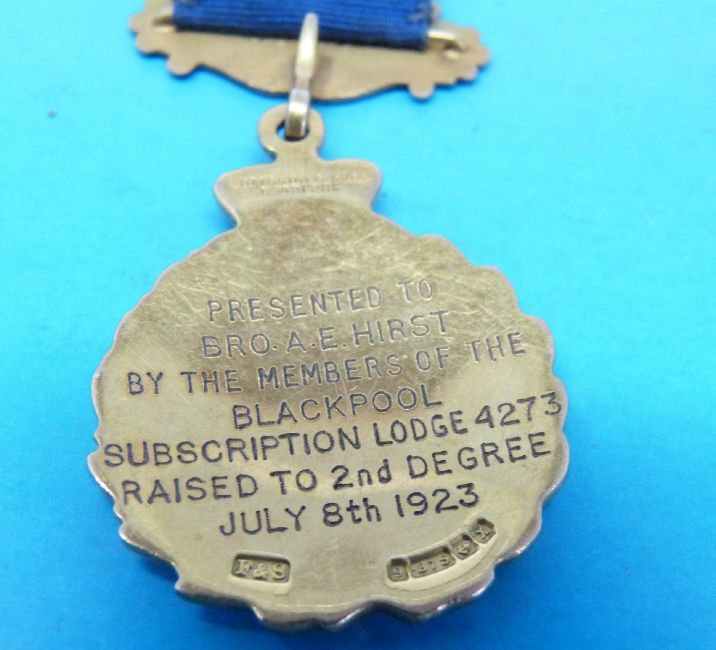 PRESENTED TO
BRO. A.E. HIRST
BY THE MEMBERS OF THE
BLACKPOOL
SUBSCRIPTION LODGE 4273
RAISED TO 2nd DEGREE
JULY 8th 1923
F&S
9 .375 X